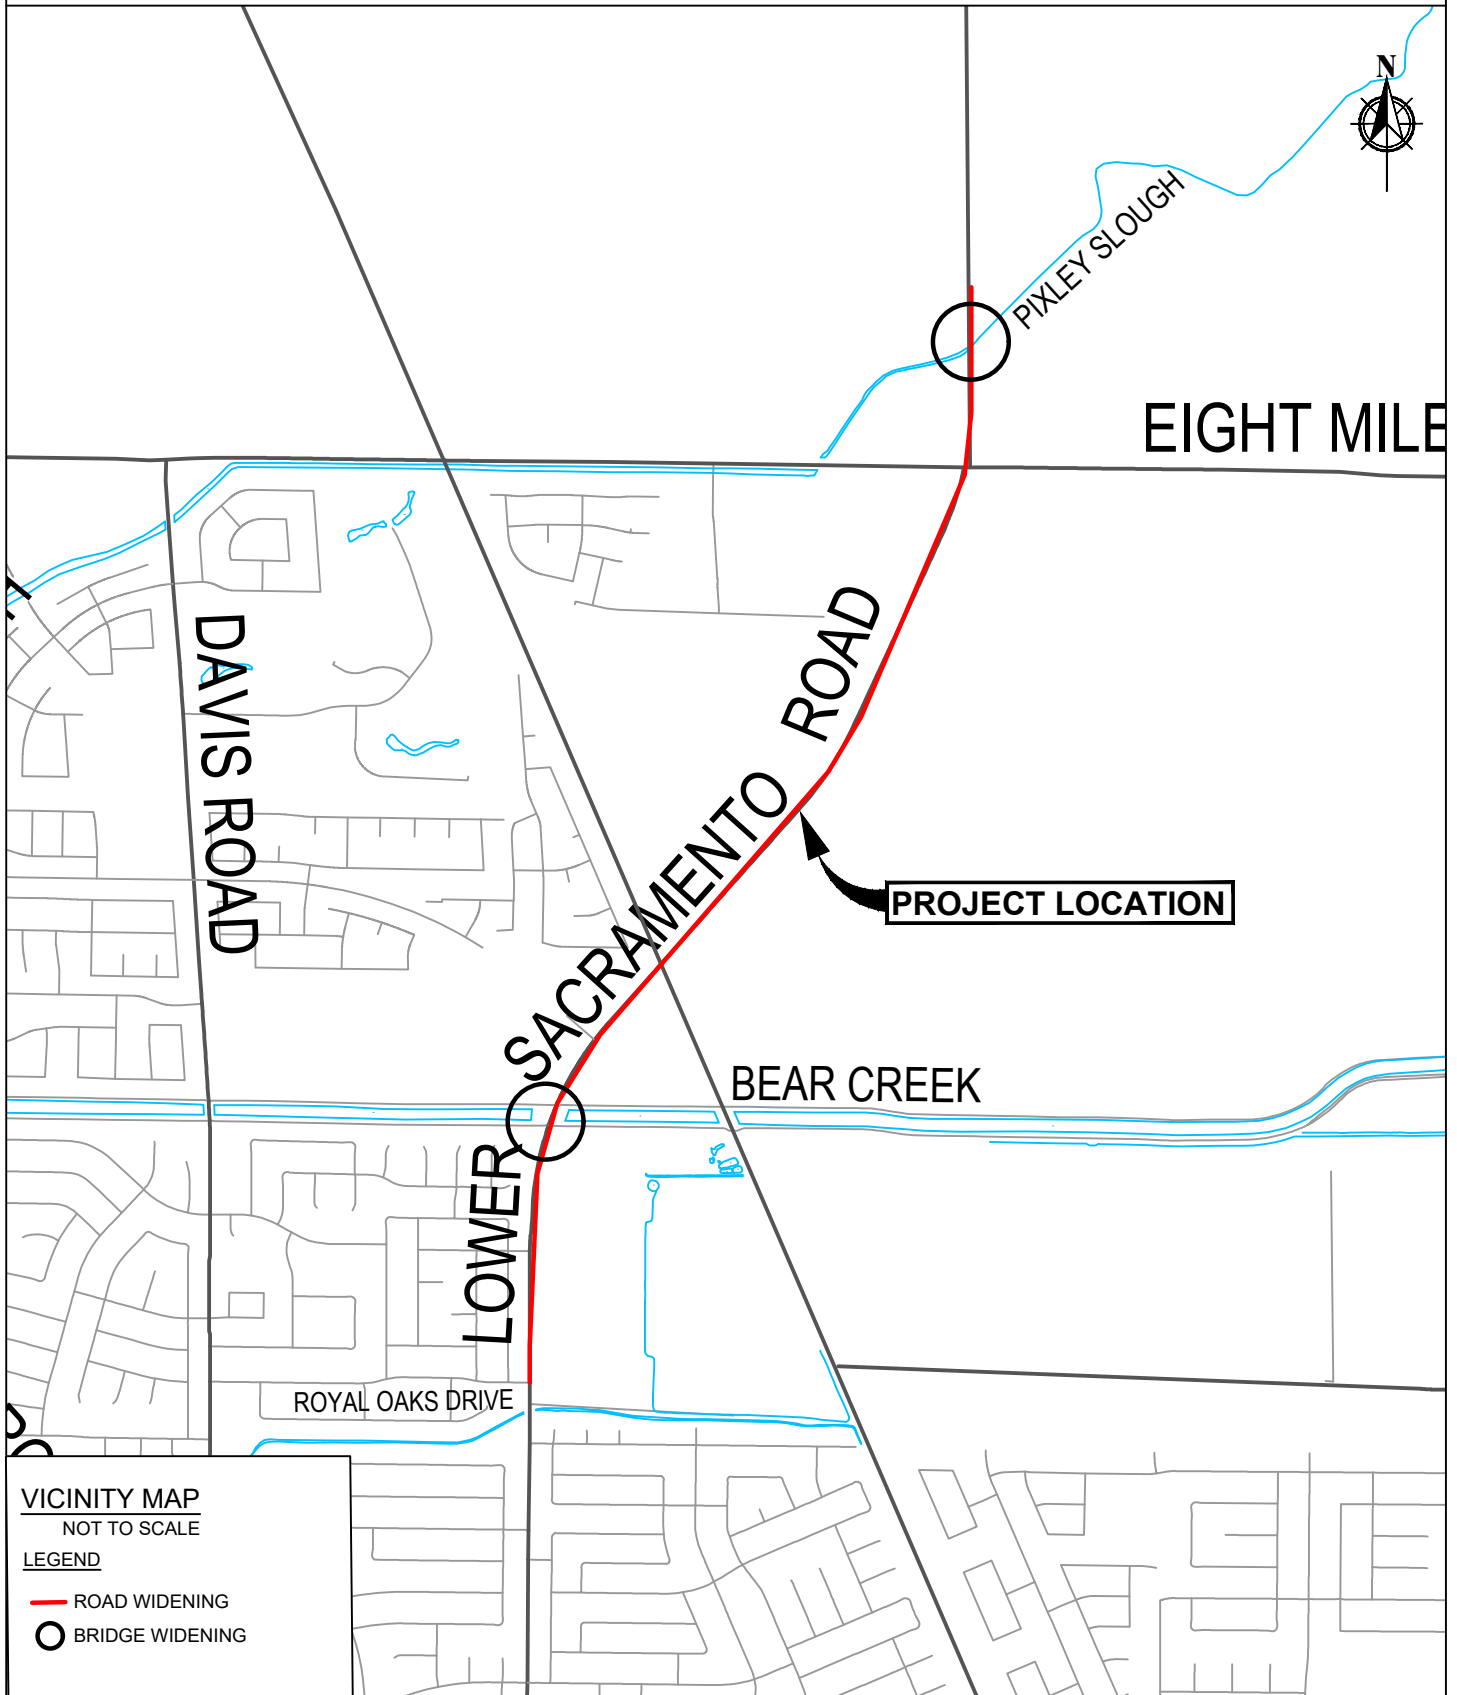 N
PIXLEY SLOUGH
EIGHT MILE
DAVIS ROAD
LOWER SACRAMENTO ROAD
PROJECT LOCATION
BEAR CREEK
ROYAL OAKS DRIVE
VICINITY MAP
NOT TO SCALE
LEGEND
ROAD WIDENING
BRIDGE WIDENING